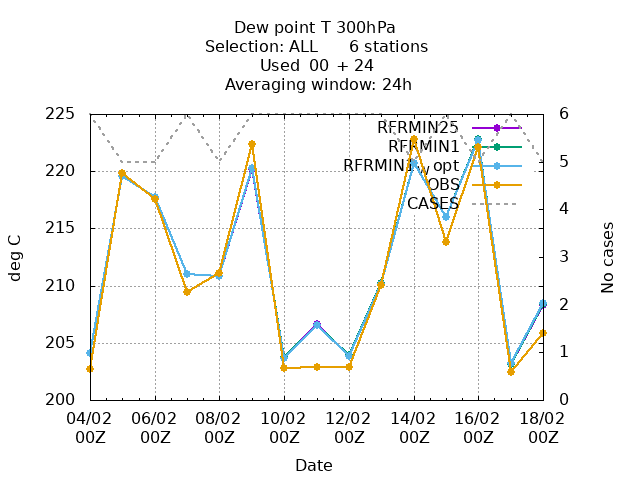 Dew point T 300hPa
Selection: ALL 6 stations
Used 00 + 24
Averaging window: 24h
225
220
215
210
205
200
deg C
6
5
4
3
2
1
0
No cases
RFRMIN25
RFRMIN1
OBS
CASES
04/02 06/02 08/02 10/02 12/02 14/02 16/02 18/02
00Z 00Z 00Z 00Z 00Z 00Z 00Z 00Z
Date